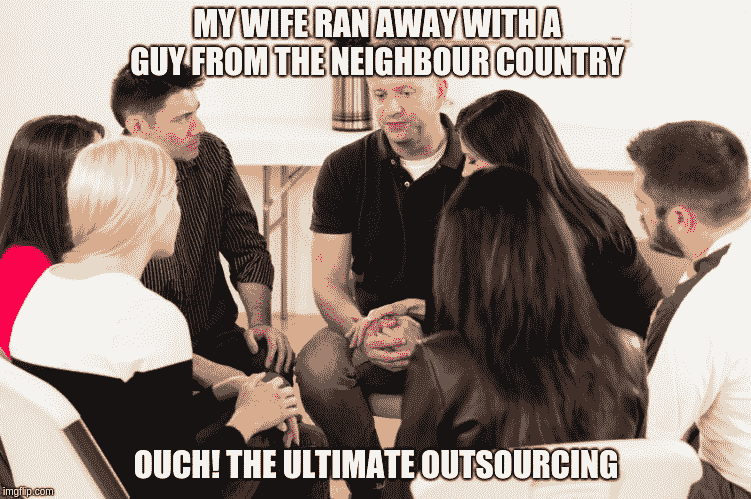 MY WIFE RAN AWAY WITH A
GUY FROM THE NEIGHBOUR COUNTRY
OUCH! THE ULTIMATE OUTSOURCING
imgflip.com